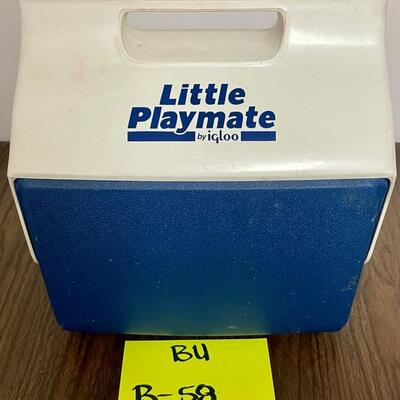 Little
Playmate
by igloo
BU
B-58